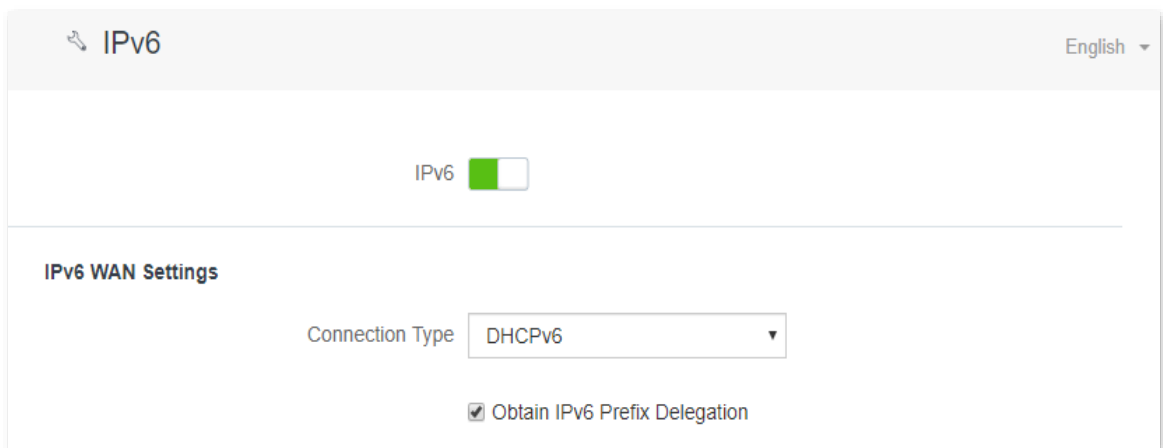 IPv6
English
IPv6
IPv6 WAN Settings
Connection Type DHCPv6
Obtain IPv6 Prefix Delegation